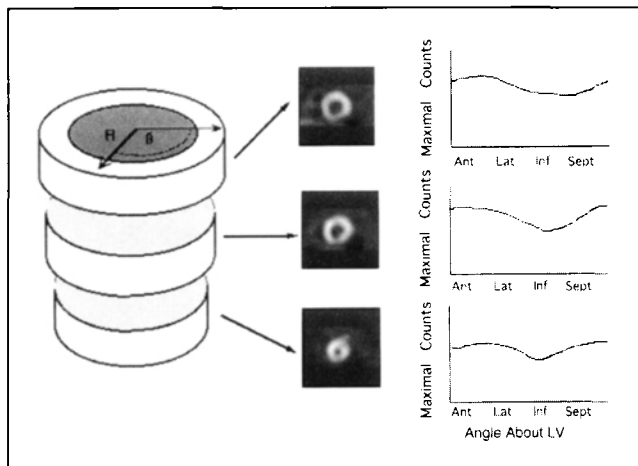 R θ
Maximal Counts
Ant Lat Inf Sept
Maximal Counts
Ant Lat Inf Sept
Maximal Counts
Ant Lat Inf Sept
Angle About LV